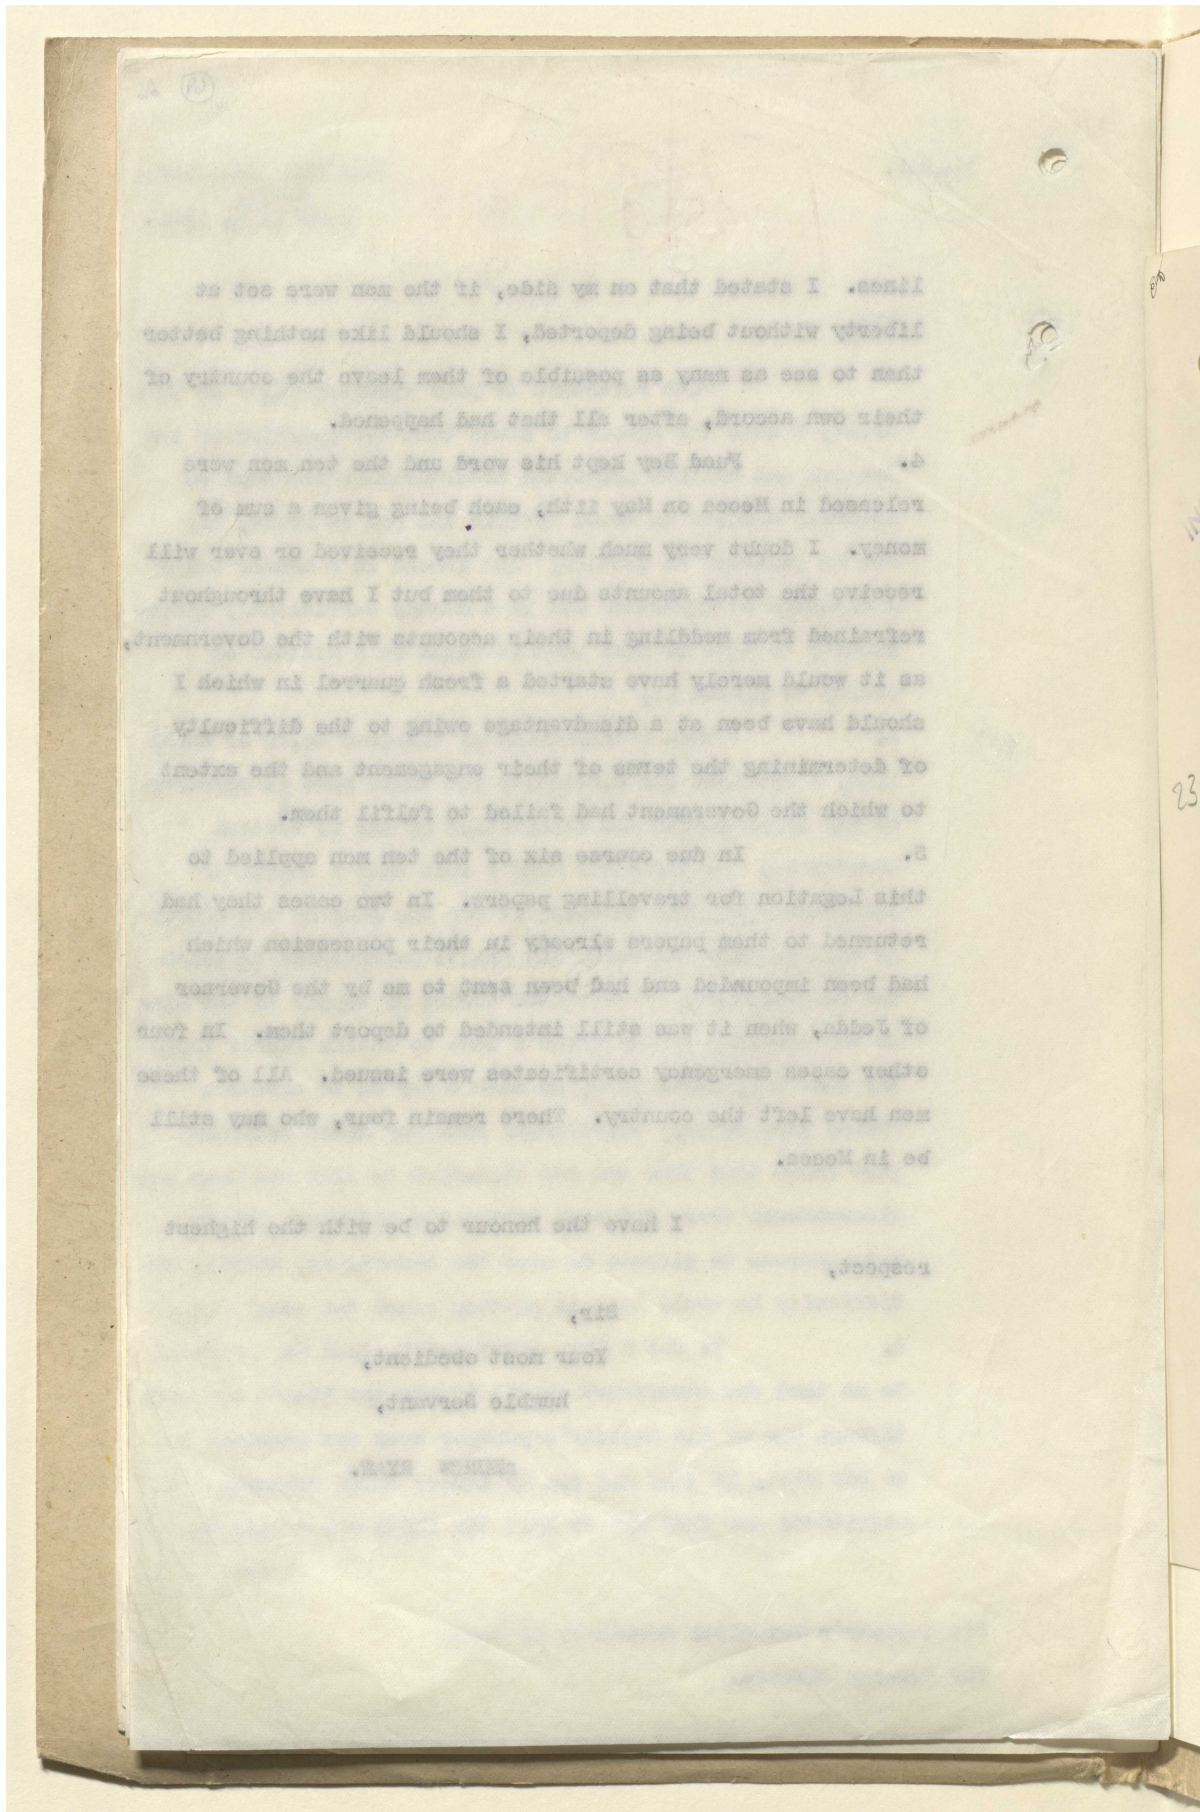 lines. I stated that on my side, if the men were set at
liberty without being deported, I should like nothing better
than to see as many as possible of them leave the country of
their own accord, after all that had happened.
4. Fuad Bey kept his word and the ten men were
released in Mecca on May 11th, each being given a sum of
money. I doubt very much whether they received or ever will
receive the total amounts due to them but I have throughout
refrained from meddling in their accounts with the Government,
as it would merely have started a fresh quarrel in which I
should have been at a disadvantage owing to the difficulty
of determining the terms of their engagement and the extent
to which the Government had failed to fulfil them.
5. In due course six of the ten men applied to
this Legation for travelling papers. In two cases they had
returned to them papers already in their possession which
had been impounded and had been sent to me by the Governor
of Jedda, when it was still intended to deport them. In four
other cases emergency certificates were issued. All of these
men have left the country. There remain four, who may still
be in Mecca.
I have the honour to be with the highest
respect,
Sir,
Your most obedient,
humble Servant,
ANDREW RYAN.
23